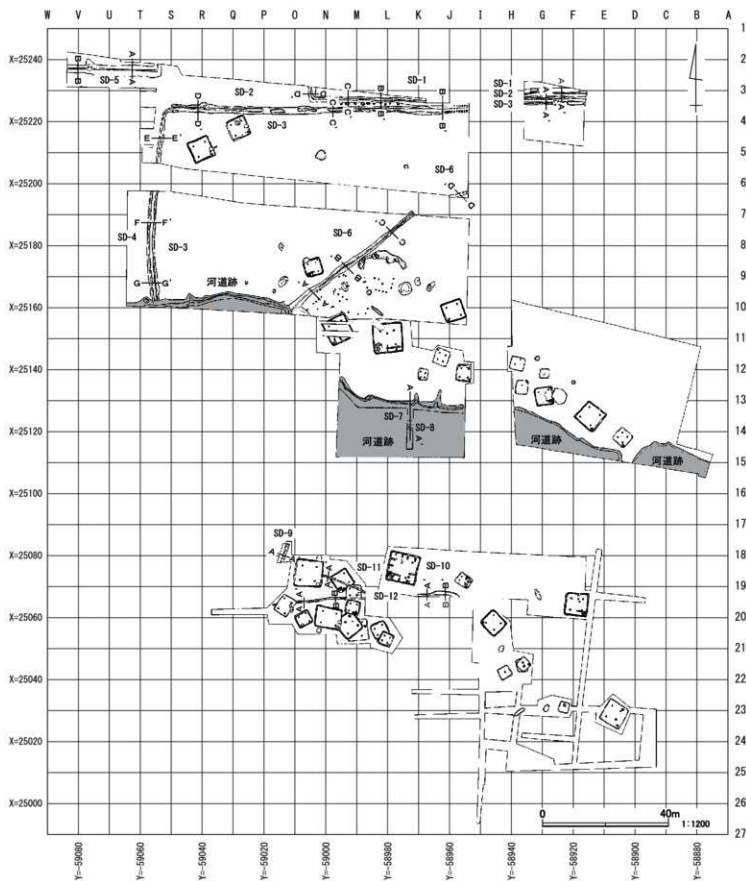 W V U T S R Q P O N M L K J I H G F E D C B A
1
X=25240 2
SD-5 SD-2 SD-1 3
SD-1
SD-2
SD-3
X=25220 SD-3 4
E E' 5
X=25200 SD-6 6
7
F F' SD-6
X=25180 SD-4 SD-3 8
G G' 河道跡 9
X=25160 10
11
X=25140 12
13
SD-7
X=25120 河道跡 SD-8 河道跡 14
河道跡 15
X=25100 16
17
SD-9
X=25080 18
SD-11 SD-10
SD-12 19
X=25060 20
21
X=25040 22
23
X=25020 24
25
X=25000 0 40m 26
1:1200
27
Y=-59080 Y=-59060 Y=-59040 Y=-59020 Y=-59000 Y=-58980 Y=-58960 Y=-58940 Y=-58920 Y=-58900 Y=-58880